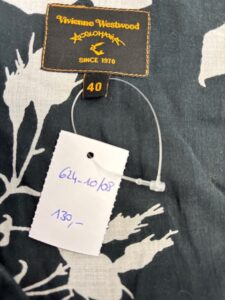 Vivienne Westwood
ANGLOMANIA
SINCE 1970
40
624-10/08
130,-